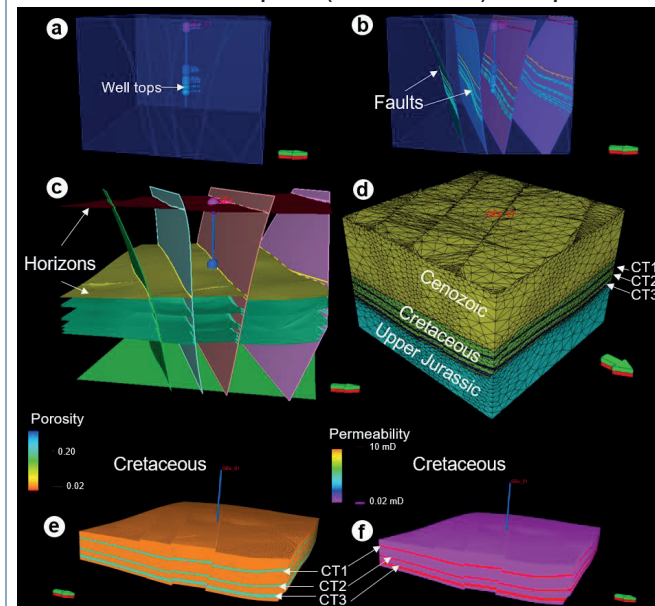 a
Well tops
b
Faults
c
Horizons
d
Cenozoic
Cretaceous
Upper Jurassic
CT1
CT2
CT3
Porosity
0.20
0.02
Cretaceous
e
Permeability
10 mD
0.02 mD
Cretaceous
f
CT1
CT2
CT3